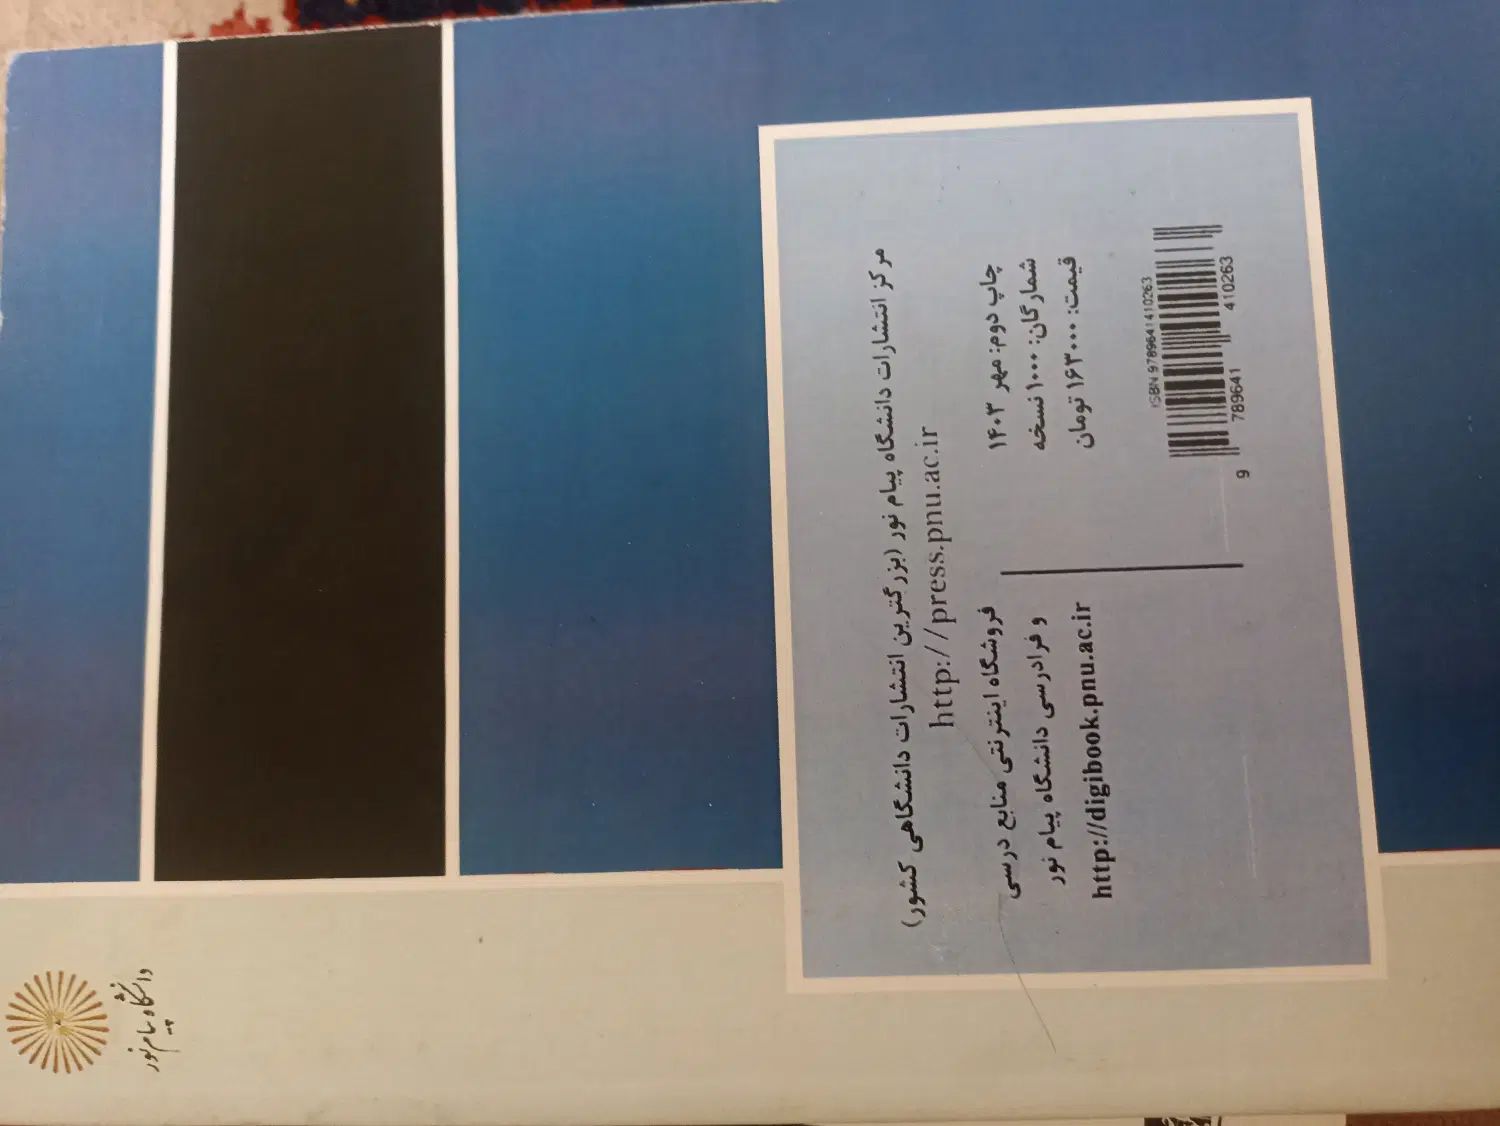 مرکز انتشارات دانشگاه پیام نور (بزرگترین انتشارات دانشگاهی کشور)
http://press.pnu.ac.ir
چاپ دوم: مهر ۱۴۰۳
شمارگان: ۱۰۰۰ نسخه
قیمت: ۱۶۳۰۰۰ تومان
ISBN 9789641410263
9 789641 410263
فروشگاه اینترنتی منابع درسی
و فرادرسی دانشگاه پیام نور
http://digibook.pnu.ac.ir
دانشگاه پیام نور